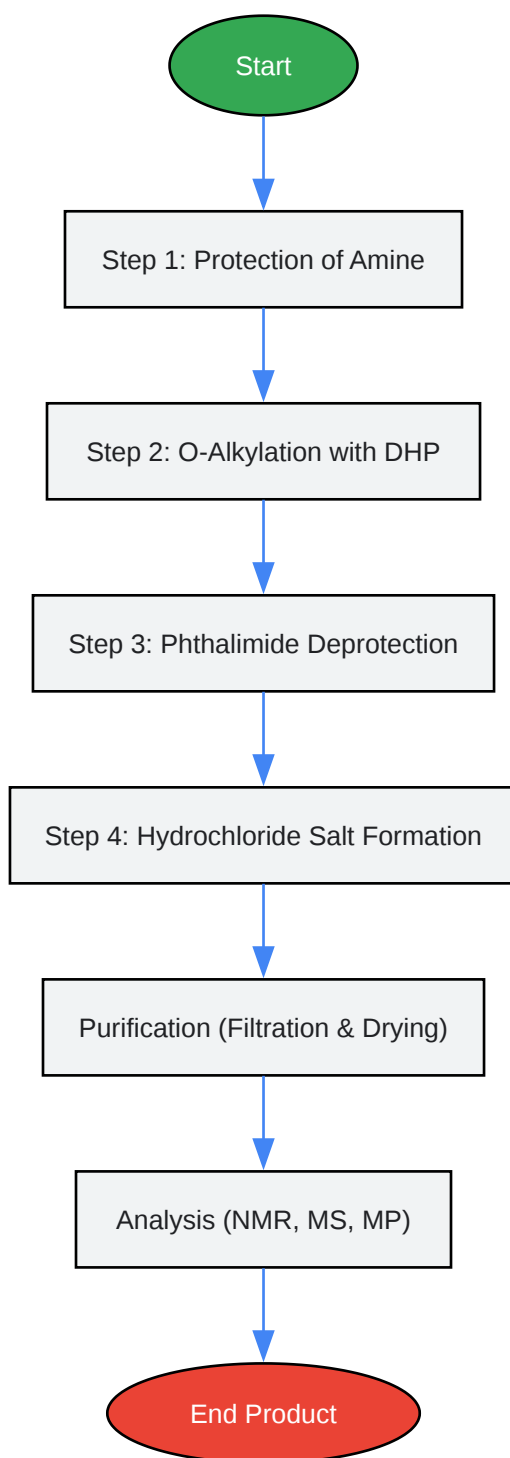 Start
Step 1: Protection of Amine
Step 2: O-Alkylation with DHP
Step 3: Phthalimide Deprotection
Step 4: Hydrochloride Salt Formation
Purification (Filtration & Drying)
Analysis (NMR, MS, MP)
End Product